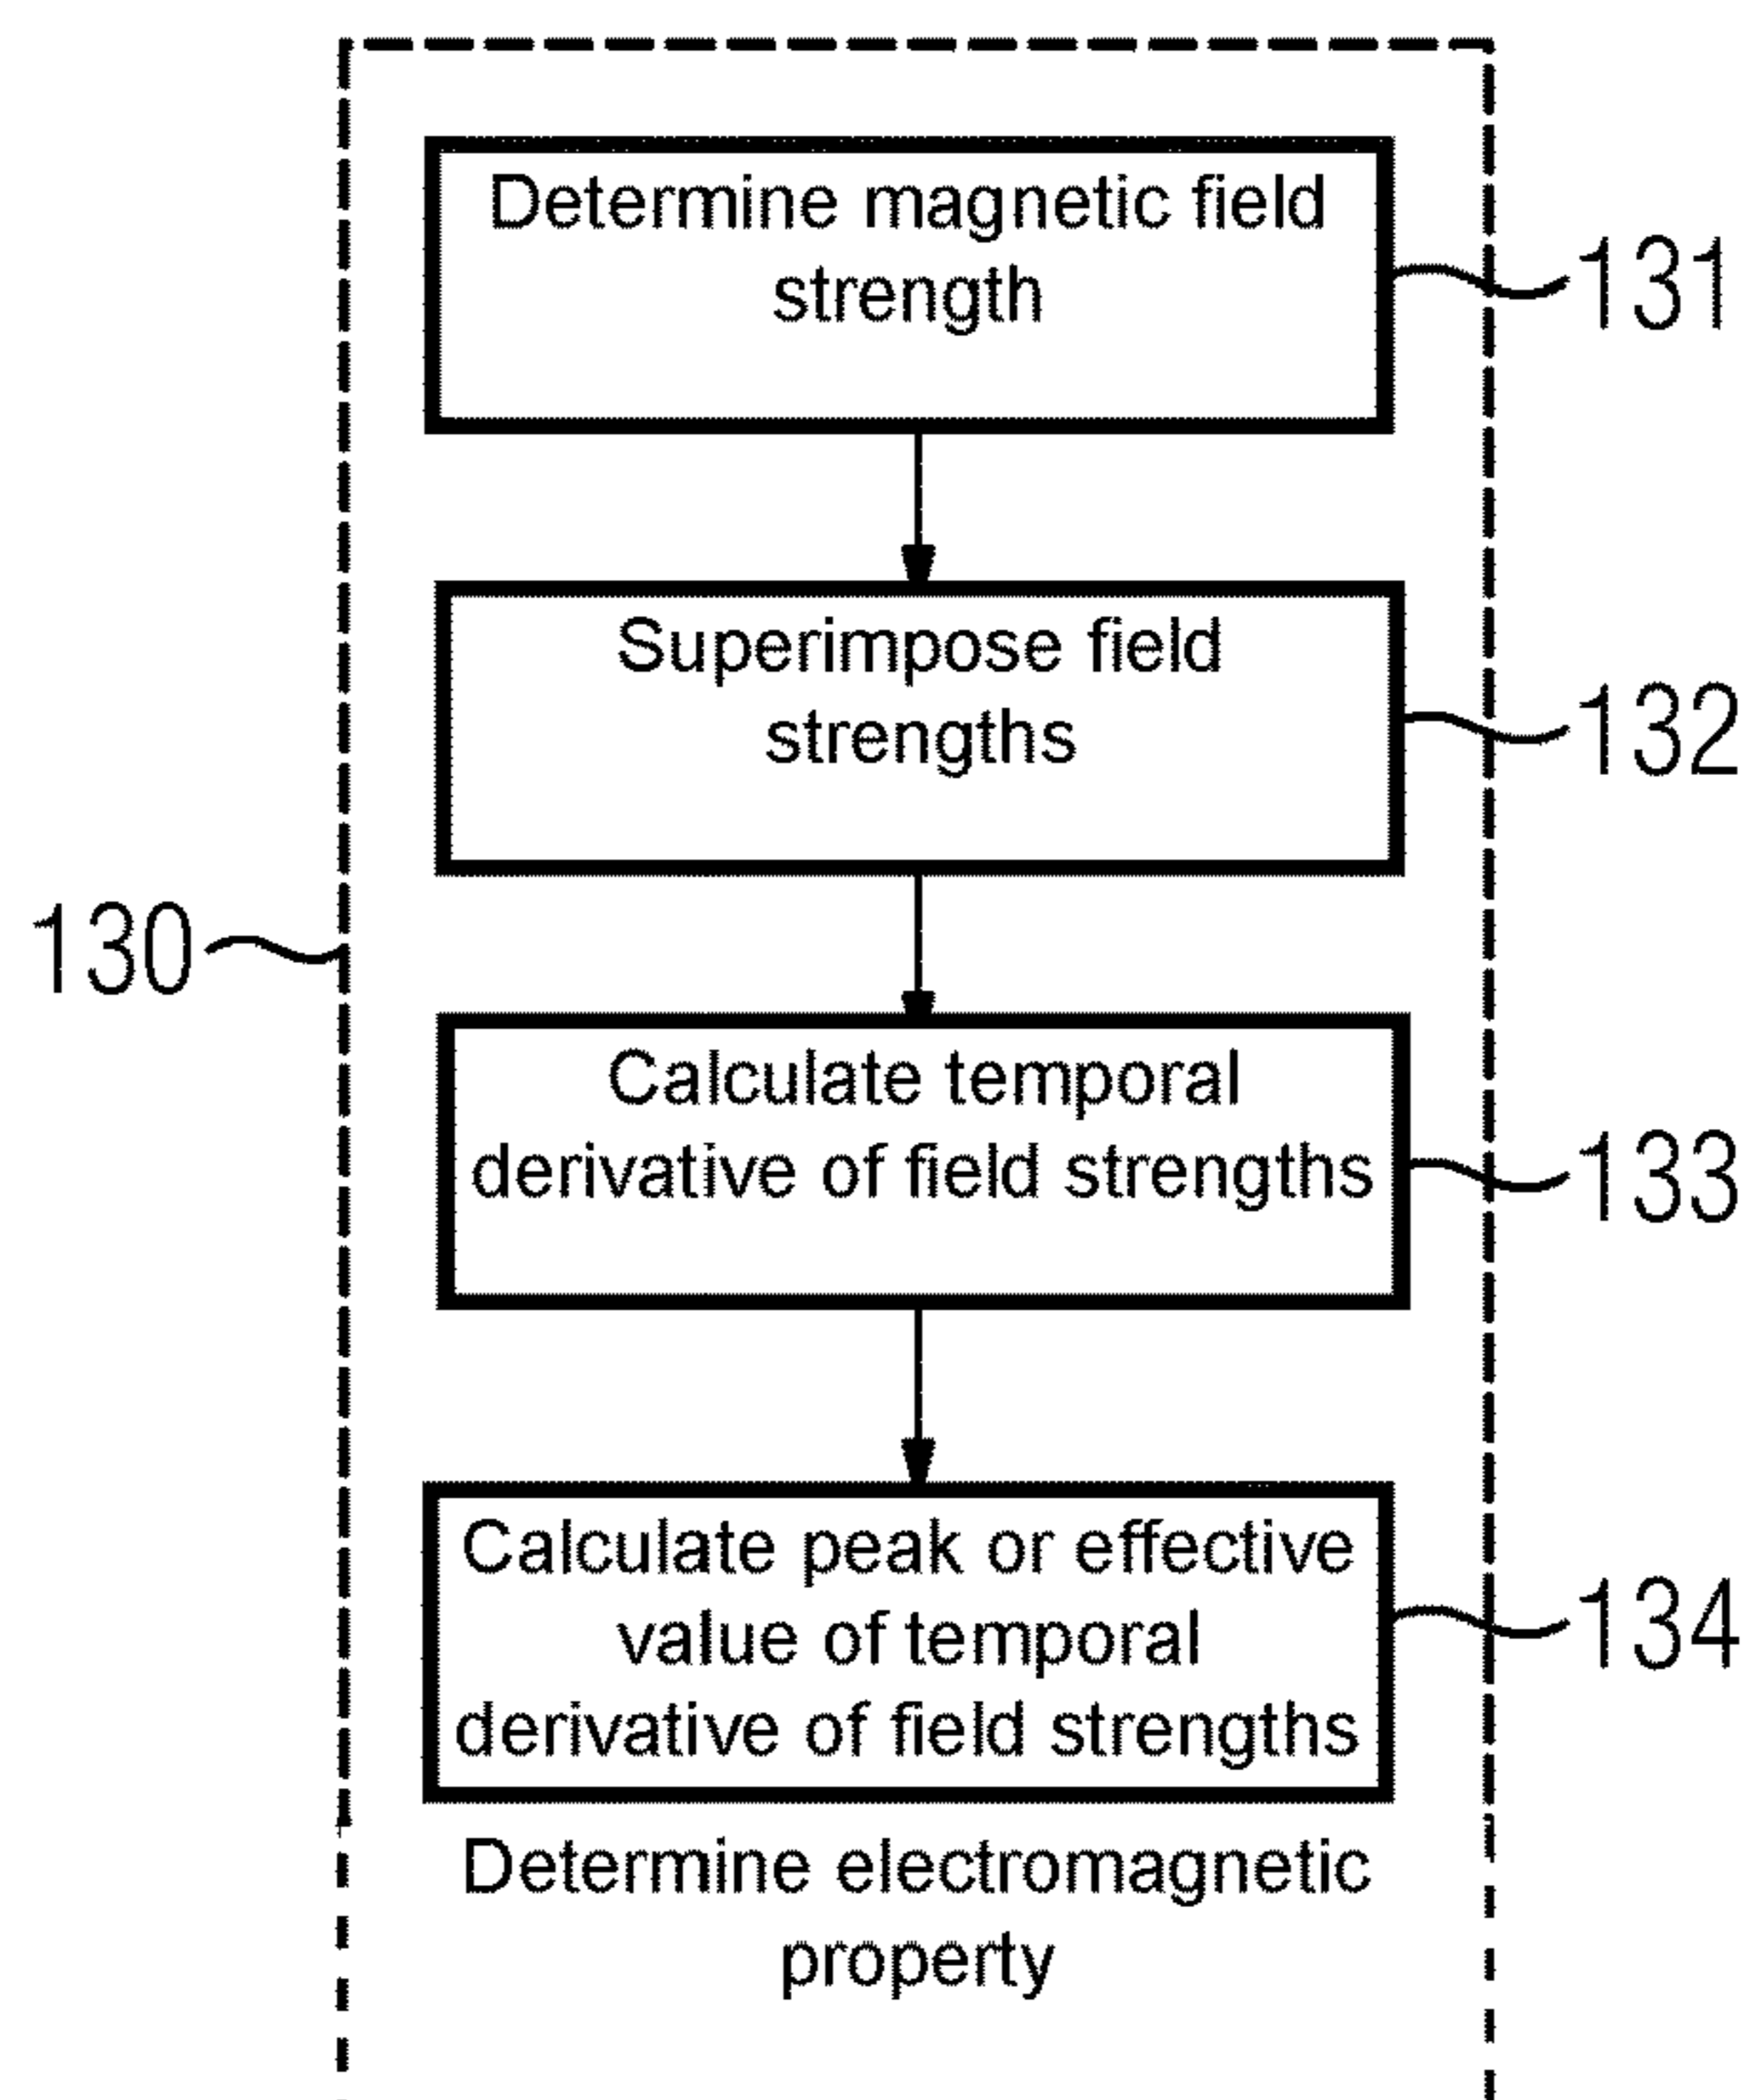 Determine magnetic field
strength
131
Superimpose field
strengths
132
130
Calculate temporal
derivative of field strengths
133
Calculate peak or effective
value of temporal
derivative of field strengths
134
Determine electromagnetic
property